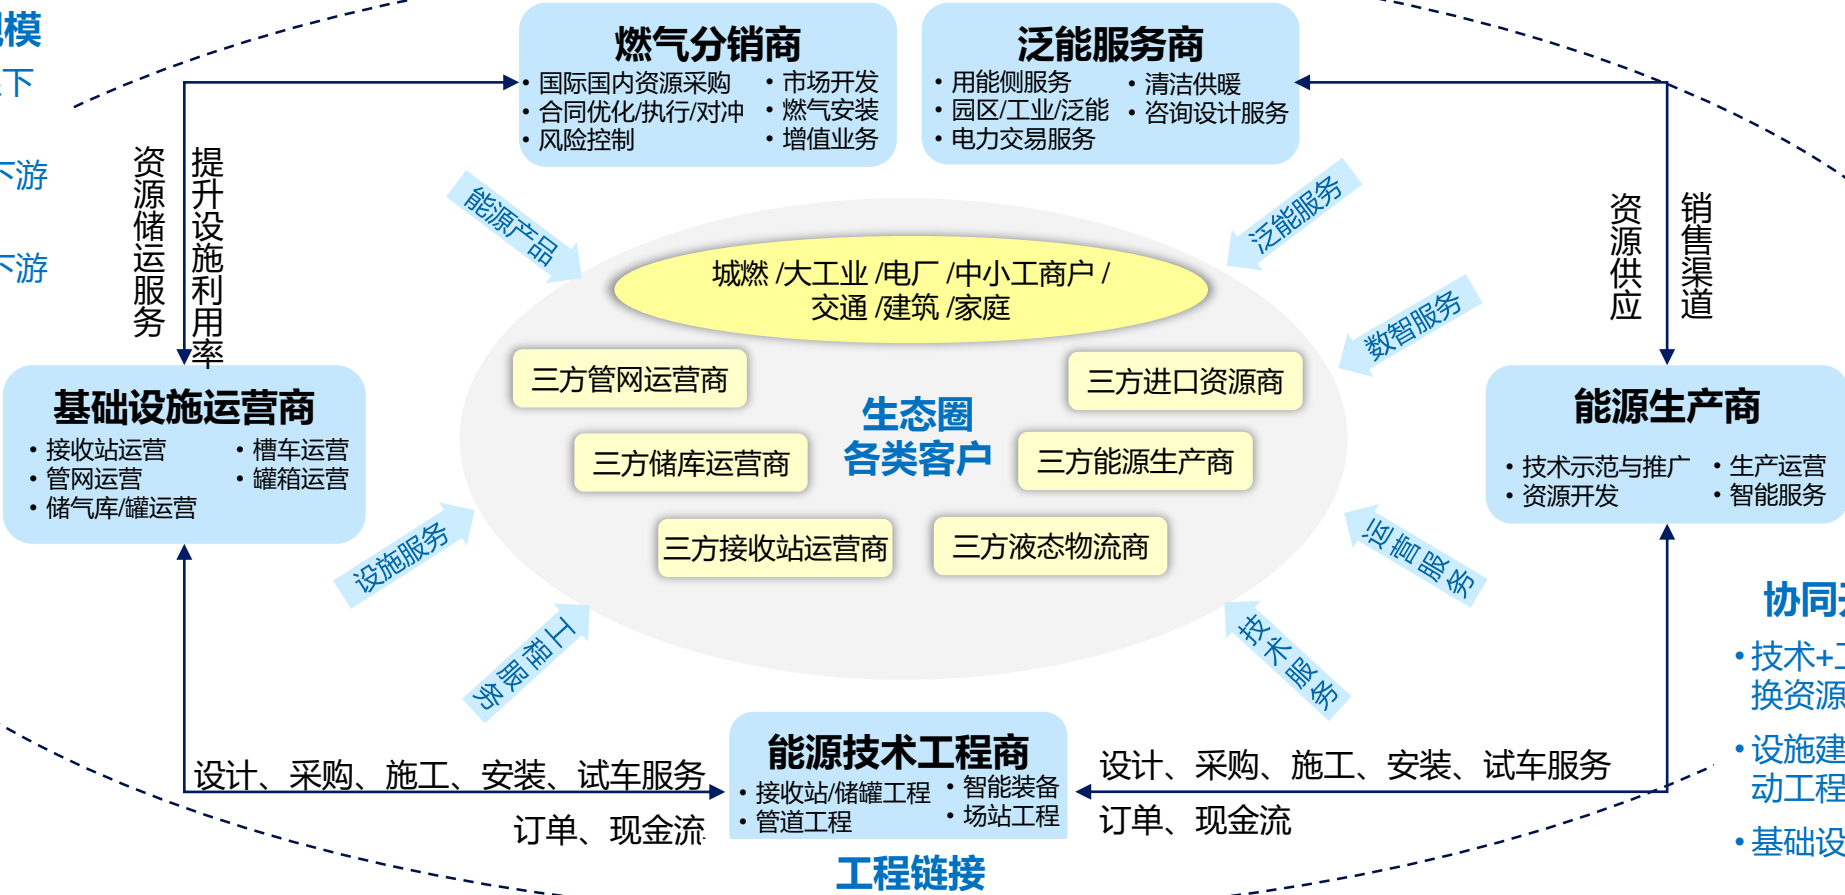 模
下
下游
下游
燃气分销商
• 国际国内资源采购
• 合同优化/执行/对冲
• 风险控制
• 市场开发
• 燃气安装
• 增值业务
泛能服务商
• 用能侧服务
• 园区/工业/泛能
• 电力交易服务
• 清洁供暖
• 咨询设计服务
资源储运服务
提升设施利用率
能源产品
泛能服务
数智服务
资源供应
销售渠道
城燃 /大工业 /电厂 /中小工商户 /
交通 /建筑 /家庭
三方管网运营商
三方进口资源商
生态圈
各类客户
三方储库运营商
三方能源生产商
三方接收站运营商
三方液态物流商
基础设施运营商
• 接收站运营
• 管网运营
• 储气库/罐运营
• 槽车运营
• 罐箱运营
能源生产商
• 技术示范与推广
• 资源开发
• 生产运营
• 智能服务
设施服务
工程服务
运营服务
技术服务
能源技术工程商
• 接收站/储罐工程
• 管道工程
• 智能装备
• 场站工程
设计、采购、施工、安装、试车服务
订单、现金流
设计、采购、施工、安装、试车服务
订单、现金流
工程链接
协同
• 技术+
换资源
• 设施建
动工程
• 基础设